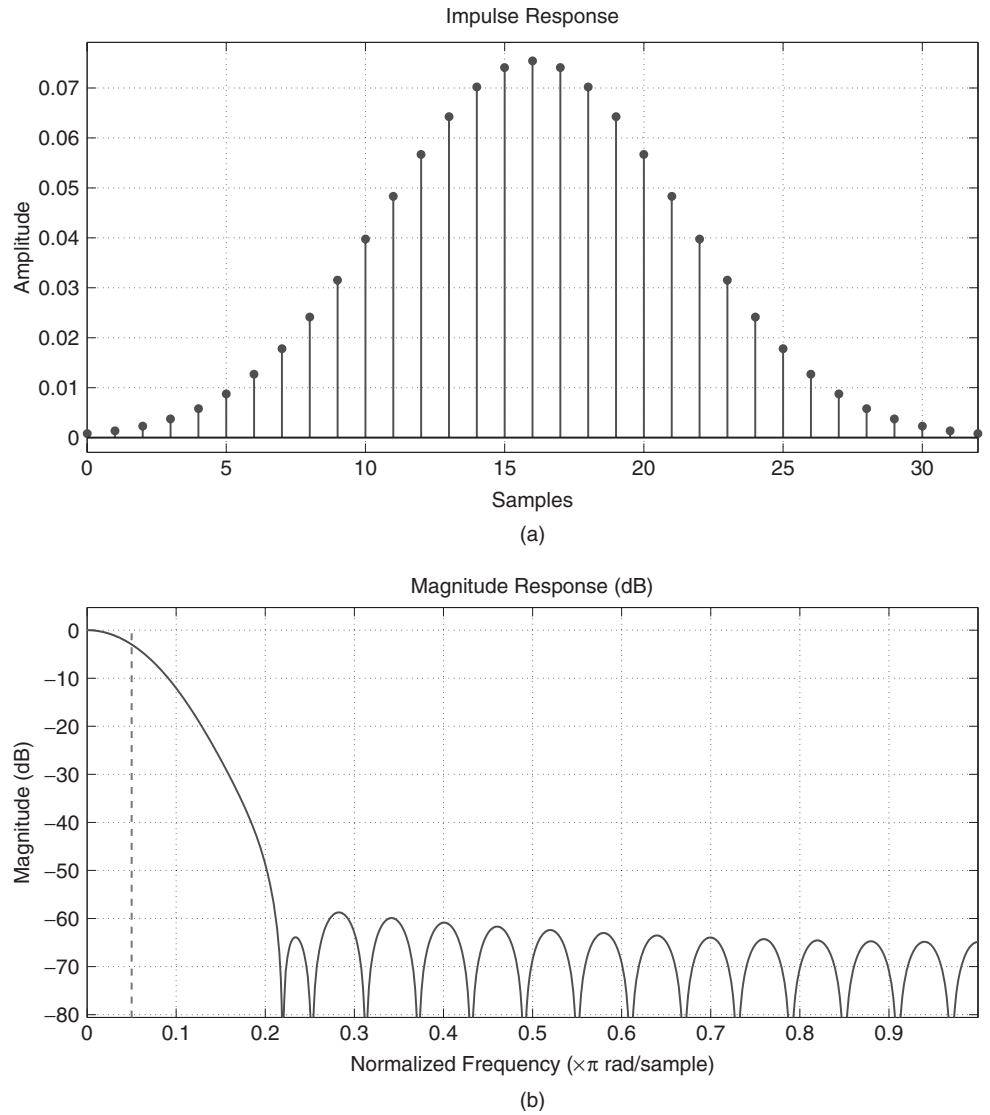 Impulse Response
0.07
0.06
0.05
0.04
0.03
0.02
0.01
0
Amplitude
0 5 10 15 20 25 30
Samples
(a)
Magnitude Response (dB)
0
−10
−20
−30
−40
−50
−60
−70
−80
Magnitude (dB)
0 0.1 0.2 0.3 0.4 0.5 0.6 0.7 0.8 0.9
Normalized Frequency (×π rad/sample)
(b)